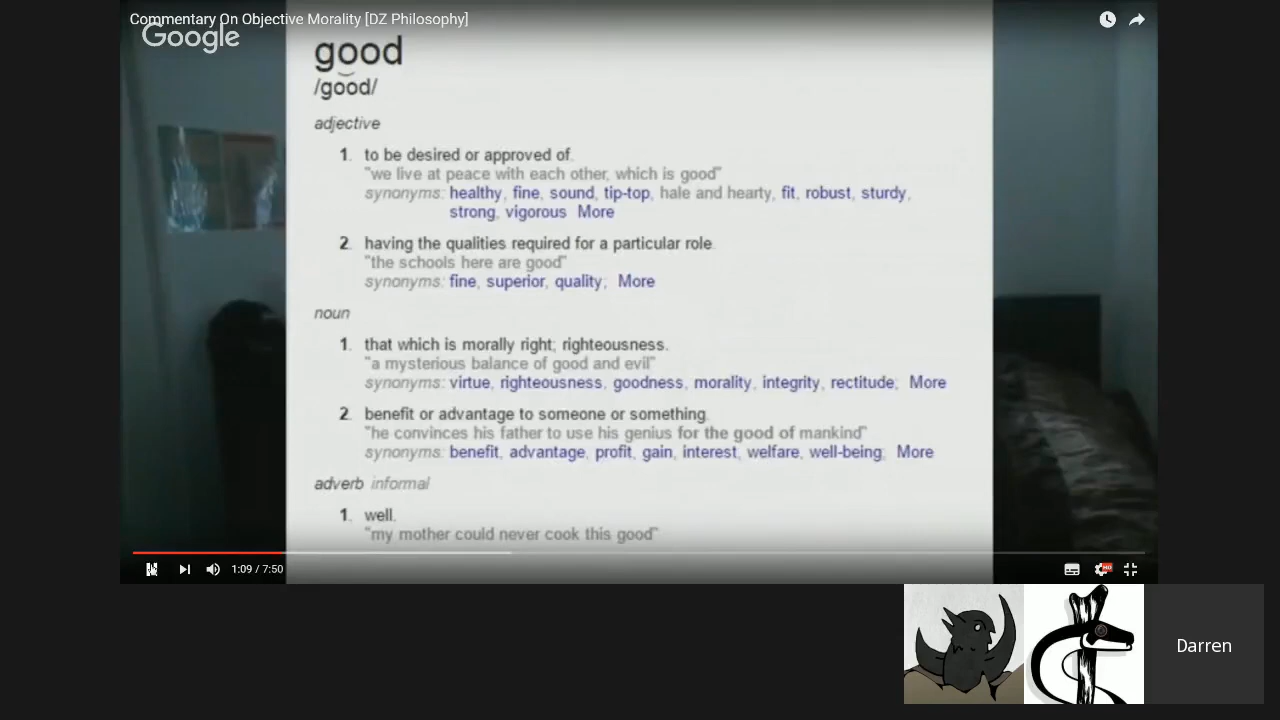 Commentary On Objective Morality [DZ Philosophy]
Google
good
/good/
adjective
1. to be desired or approved of.
"we live at peace with each other, which is good"
synonyms: healthy, fine, sound, tip-top, hale and hearty, fit, robust, sturdy,
strong, vigorous More
2. having the qualities required for a particular role.
"the schools here are good"
synonyms: fine, superior, quality; More
noun
1. that which is morally right; righteousness.
"a mysterious balance of good and evil"
synonyms: virtue, righteousness, goodness, morality, integrity, rectitude; More
2. benefit or advantage to someone or something.
"he convinces his father to use his genius for the good of mankind"
synonyms: benefit, advantage, profit, gain, interest, welfare, well-being; More
adverb informal
1. well.
"my mother could never cook this good"
1:09 / 7:50
HD
Darren